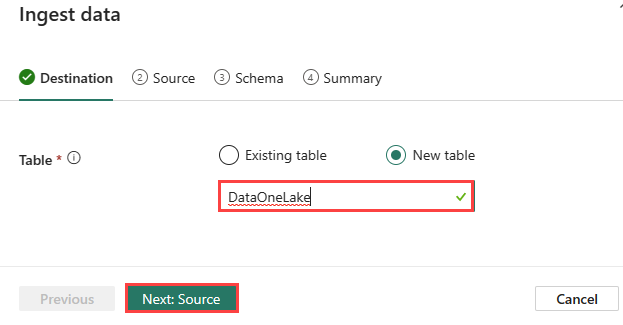 Ingest data
Destination 2 Source 3 Schema 4 Summary
Table * i Existing table New table
DataOneLake
Previous Next: Source Cancel